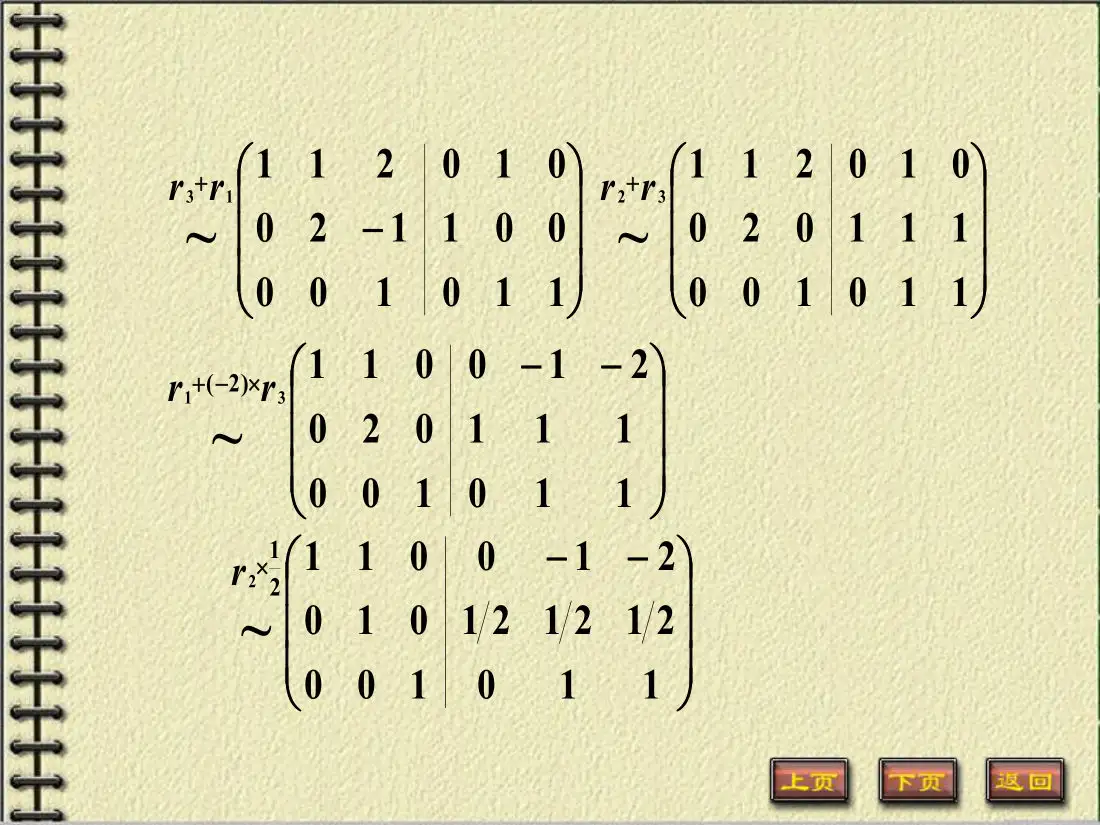 r₃+r₁ ~ ( 1 1 2 | 0 1 0 ) r₂+r₃ ~ ( 1 1 2 | 0 1 0 )
( 0 2 −1 | 1 0 0 ) ( 0 2 0 | 1 1 1 )
( 0 0 1 | 0 1 1 ) ( 0 0 1 | 0 1 1 )
r₁+(−2)×r₃ ~ ( 1 1 0 | 0 −1 −2 )
( 0 2 0 | 1 1 1 )
( 0 0 1 | 0 1 1 )
r₂×1/2 ~ ( 1 1 0 | 0 −1 −2 )
( 0 1 0 | 1/2 1/2 1/2 )
( 0 0 1 | 0 1 1 )
上页 下页 返回